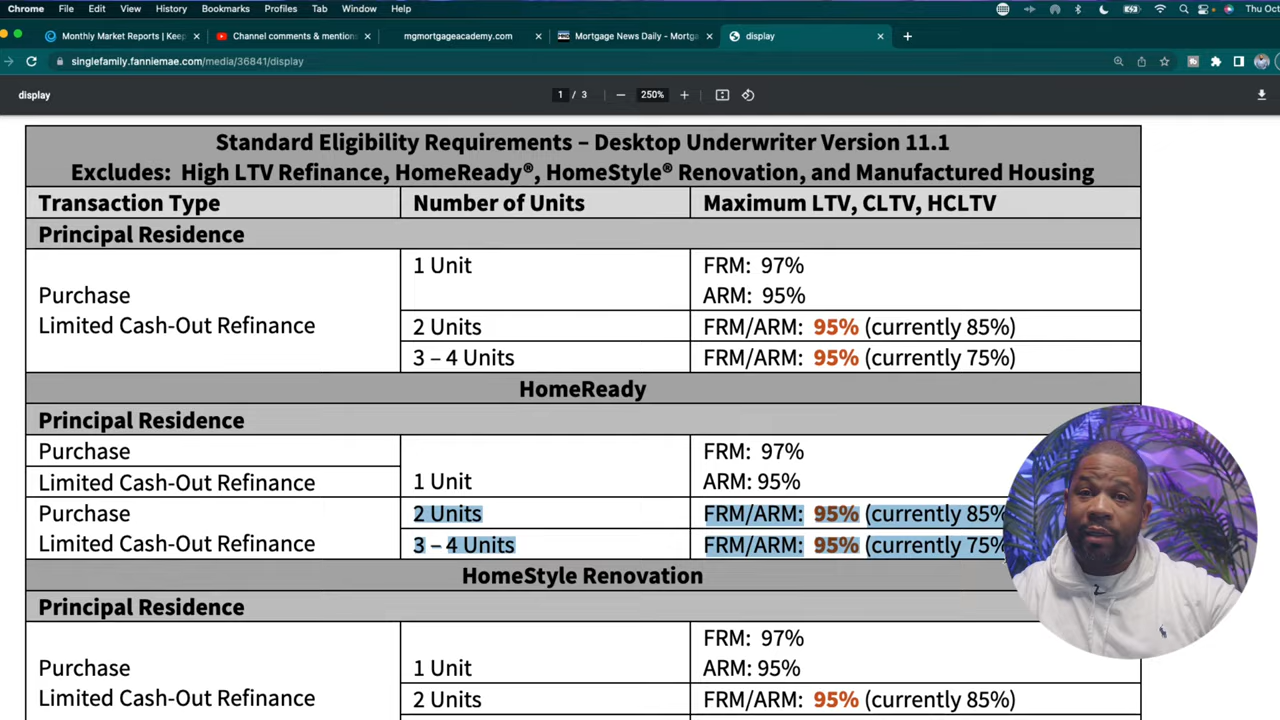 Chrome File Edit View History Bookmarks Profiles Tab Window Help Thu Oc
Monthly Market Reports | Keep Channel comments & mention mgmortgageacademy.com Mortgage News Daily - Mortga display
singlefamily.fanniemae.com/media/36841/display
display 1 / 3 250%
Standard Eligibility Requirements – Desktop Underwriter Version 11.1
Excludes: High LTV Refinance, HomeReady®, HomeStyle® Renovation, and Manufactured Housing
Transaction Type Number of Units Maximum LTV, CLTV, HCLTV
Principal Residence
1 Unit FRM: 97%
Purchase ARM: 95%
Limited Cash-Out Refinance 2 Units FRM/ARM: 95% (currently 85%)
3 – 4 Units FRM/ARM: 95% (currently 75%)
HomeReady
Principal Residence
Purchase FRM: 97%
Limited Cash-Out Refinance 1 Unit ARM: 95%
Purchase 2 Units FRM/ARM: 95% (currently 85%
Limited Cash-Out Refinance 3 – 4 Units FRM/ARM: 95% (currently 75%
HomeStyle Renovation
Principal Residence
FRM: 97%
Purchase 1 Unit ARM: 95%
Limited Cash-Out Refinance 2 Units FRM/ARM: 95% (currently 85%)